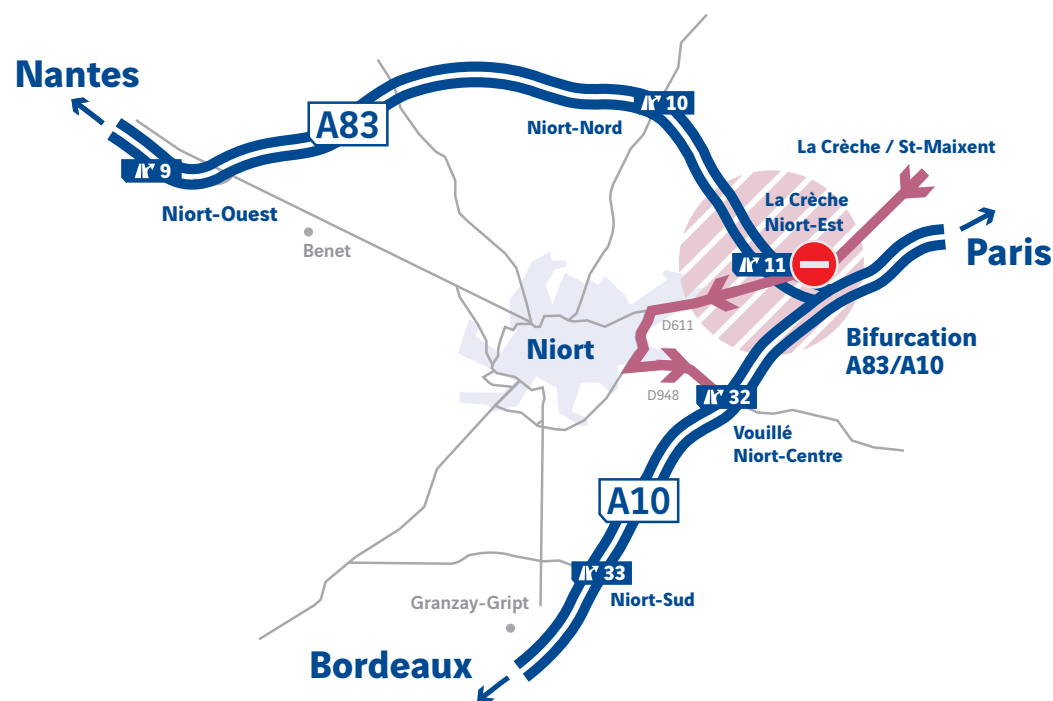 Nantes
A83
10
Niort-Nord
La Crèche / St-Maixent
9
La Crèche
Niort-Est
Niort-Ouest
Benet
Paris
11
D611
Bifurcation
A83/A10
Niort
D948
32
Vouillé
Niort-Centre
A10
33
Granzay-Gript
Niort-Sud
Bordeaux